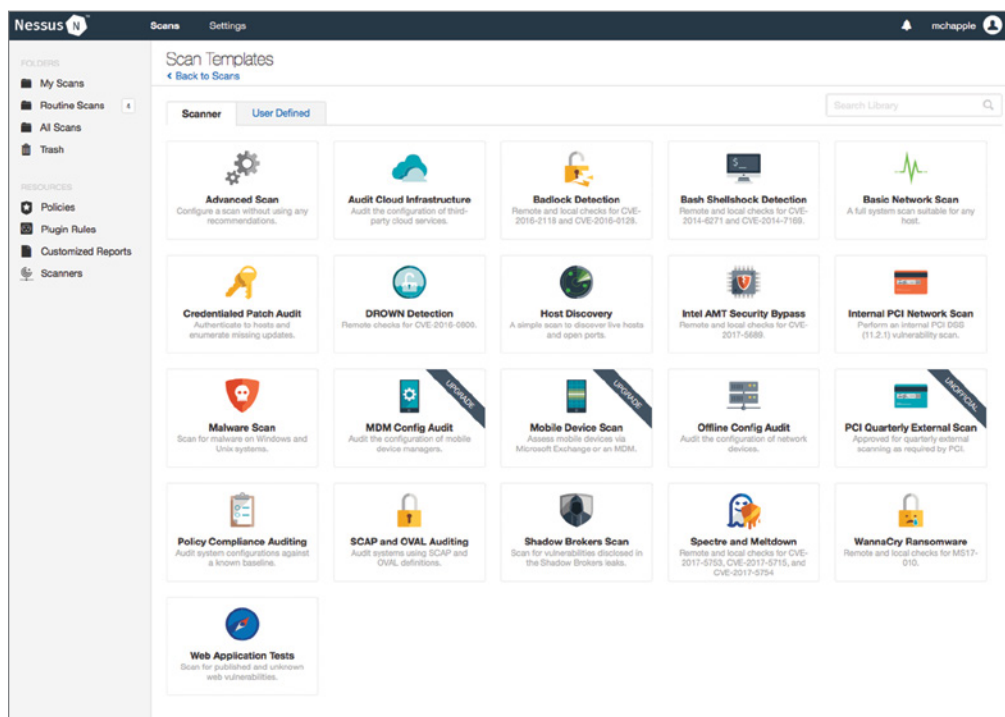 Nessus N
Scans Settings
mchapple
FOLDERS
My Scans
Routine Scans 4
All Scans
Trash
RESOURCES
Policies
Plugin Rules
Customized Reports
Scanners
Scan Templates
Back to Scans
Scanner User Defined
Search Library
Advanced Scan
Configure a scan without using any
recommendations.
Audit Cloud Infrastructure
Audit the configuration of third-
party cloud services.
Badlock Detection
Remote and local checks for CVE-
2016-2118 and CVE-2016-0128.
$_
Bash Shellshock Detection
Remote and local checks for CVE-
2014-6271 and CVE-2014-7169.
Basic Network Scan
A full system scan suitable for any
host.
Credentialed Patch Audit
Authenticate to hosts and
enumerate missing updates.
DROWN Detection
Remote checks for CVE-2016-0800.
Host Discovery
A simple scan to discover live hosts
and open ports.
Intel AMT Security Bypass
Remote and local checks for CVE-
2017-5689.
Internal PCI Network Scan
Perform an internal PCI DSS
(11.2.1) vulnerability scan.
Malware Scan
Scan for malware on Windows and
Unix systems.
UPGRADE
MDM Config Audit
Audit the configuration of mobile
device managers.
UPGRADE
Mobile Device Scan
Assess mobile devices via
Microsoft Exchange or an MDM.
Offline Config Audit
Audit the configuration of network
devices.
UNOFFICIAL
PCI Quarterly External Scan
Approved for quarterly external
scanning as required by PCI.
Policy Compliance Auditing
Audit system configurations against
a known baseline.
SCAP and OVAL Auditing
Audit systems using SCAP and
OVAL definitions.
Shadow Brokers Scan
Scan for vulnerabilities disclosed in
the Shadow Brokers leaks.
Spectre and Meltdown
Remote and local checks for CVE-
2017-5753, CVE-2017-5715, and
CVE-2017-5754
WannaCry Ransomware
Remote and local checks for MS17-
010.
Web Application Tests
Scan for published and unknown
web vulnerabilities.